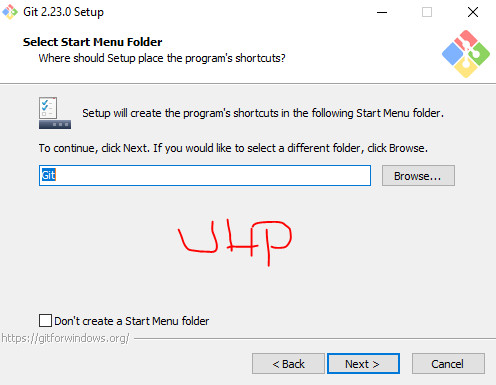 Git 2.23.0 Setup
Select Start Menu Folder
Where should Setup place the program's shortcuts?
Setup will create the program's shortcuts in the following Start Menu folder.
To continue, click Next. If you would like to select a different folder, click Browse.
Git
Browse...
Don't create a Start Menu folder
https://gitforwindows.org/
< Back
Next >
Cancel